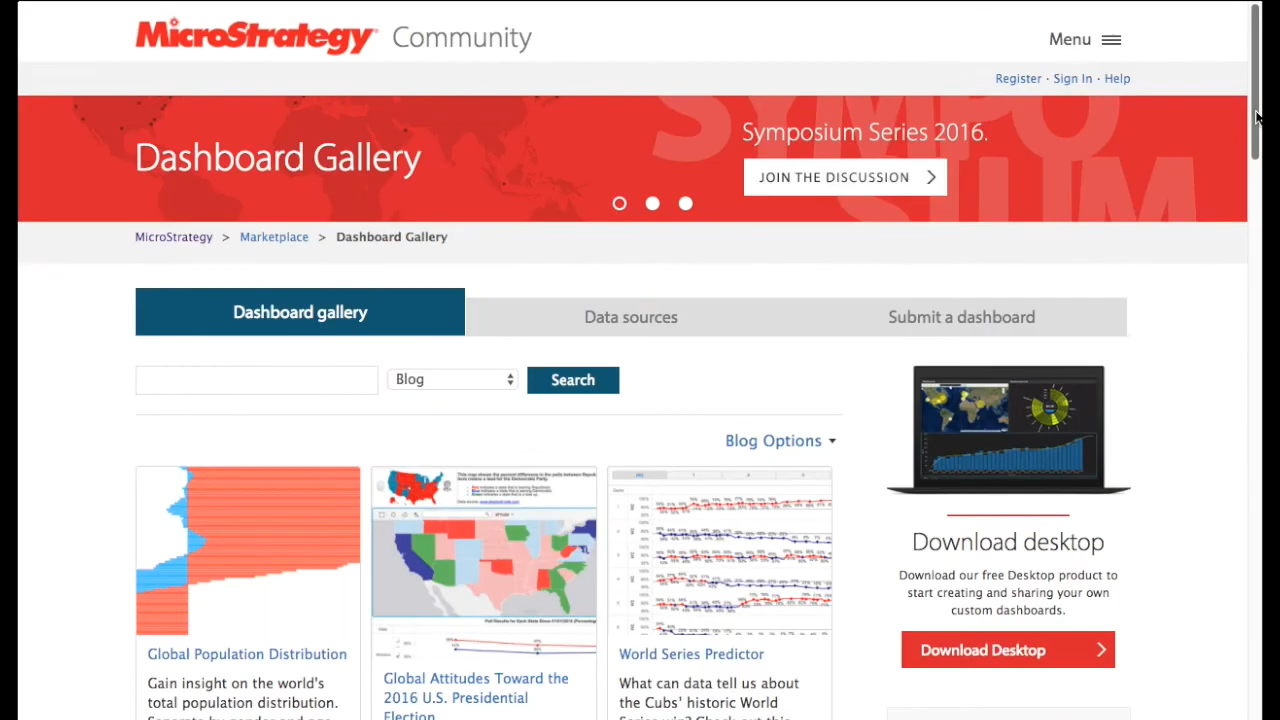 MicroStrategy Community
Menu
Register · Sign In · Help
Dashboard Gallery
Symposium Series 2016.
JOIN THE DISCUSSION
SYMPO
SIUM
MicroStrategy > Marketplace > Dashboard Gallery
Dashboard gallery
Data sources
Submit a dashboard
Blog
Search
Blog Options
Global Population Distribution
Gain insight on the world's
total population distribution.
Global Attitudes Toward the
2016 U.S. Presidential
Election
World Series Predictor
What can data tell us about
the Cubs' historic World
Download desktop
Download our free Desktop product to
start creating and sharing your own
custom dashboards.
Download Desktop